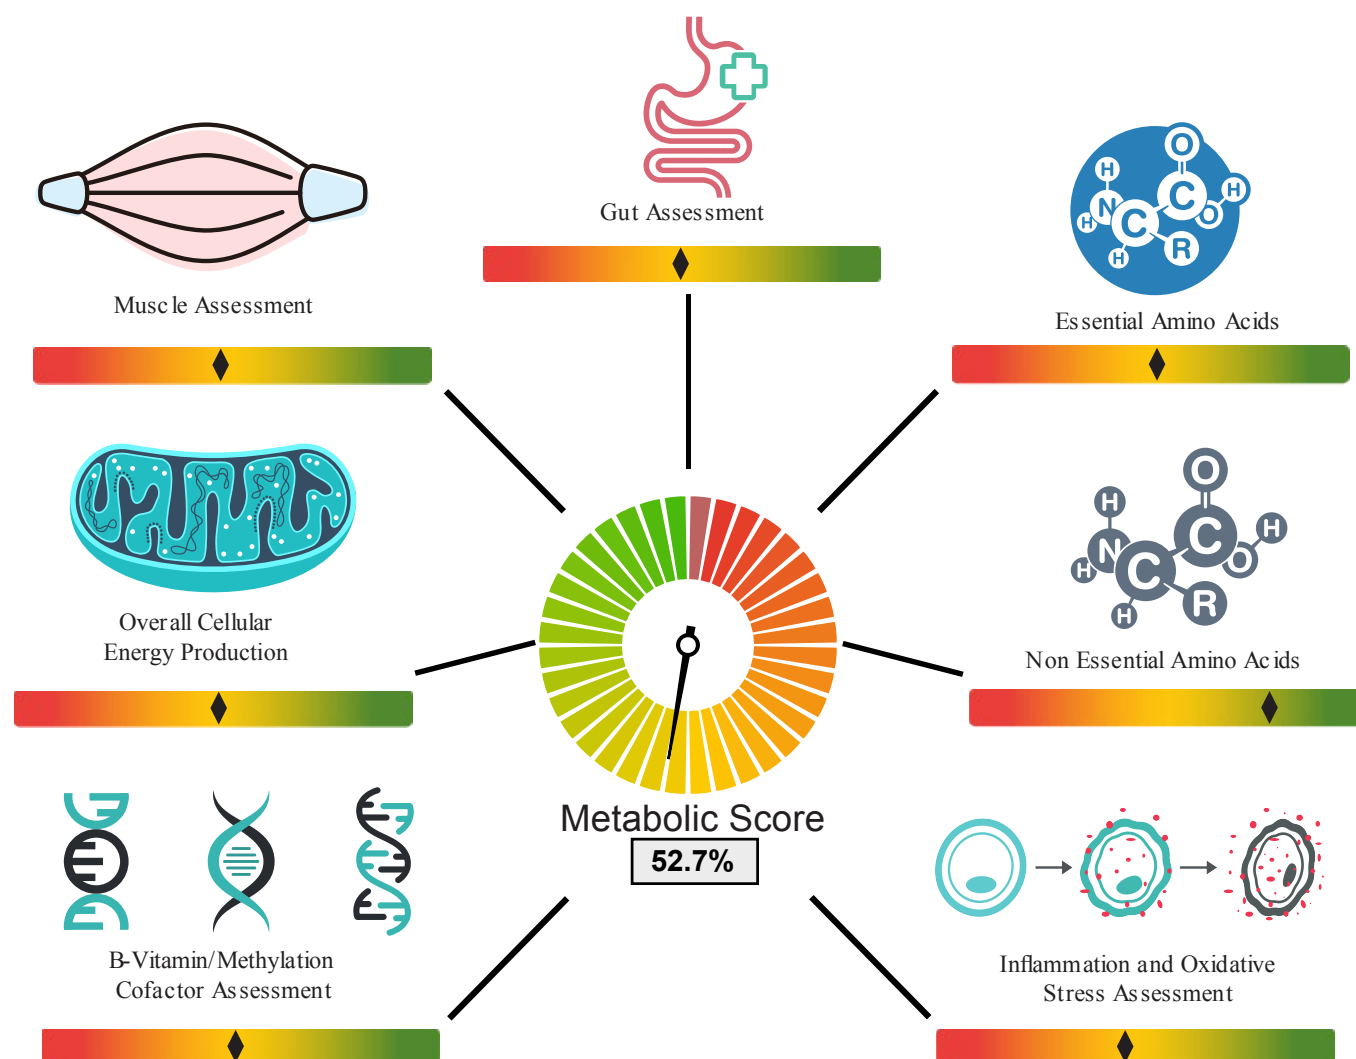 Gut Assessment
Muscle Assessment
Essential Amino Acids
O
H
N
C
C
H
O
H
R
H
Overall Cellular
Energy Production
Non Essential Amino Acids
O
H
N
C
C
H
O
H
R
H
Metabolic Score
52.7%
B-Vitamin/Methylation
Cofactor Assessment
Inflammation and Oxidative
Stress Assessment